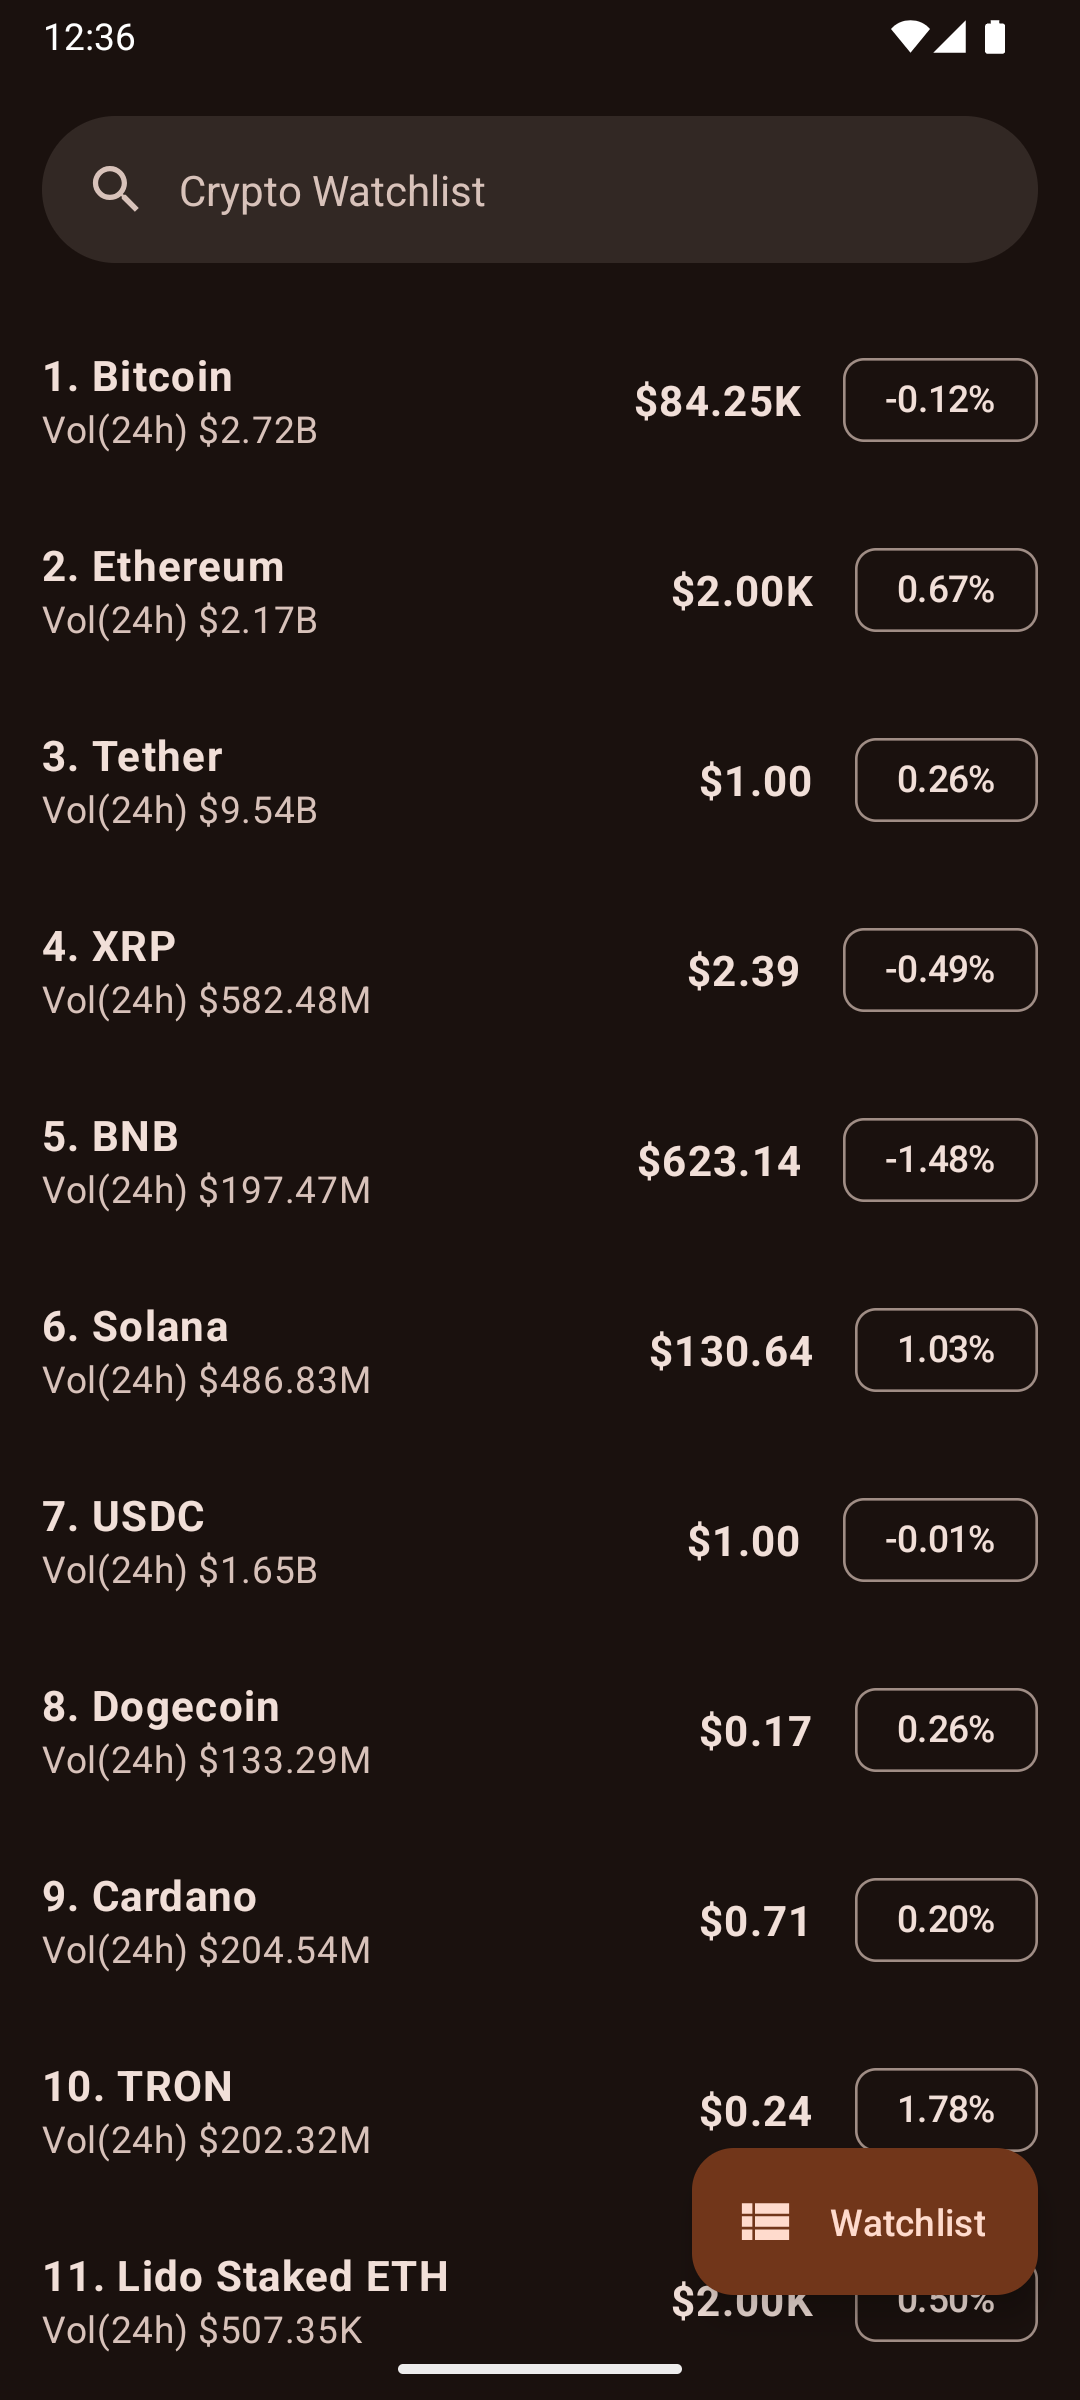 12:36
Crypto Watchlist
1. Bitcoin
Vol(24h) $2.72B
$84.25K
-0.12%
2. Ethereum
Vol(24h) $2.17B
$2.00K
0.67%
3. Tether
Vol(24h) $9.54B
$1.00
0.26%
4. XRP
Vol(24h) $582.48M
$2.39
-0.49%
5. BNB
Vol(24h) $197.47M
$623.14
-1.48%
6. Solana
Vol(24h) $486.83M
$130.64
1.03%
7. USDC
Vol(24h) $1.65B
$1.00
-0.01%
8. Dogecoin
Vol(24h) $133.29M
$0.17
0.26%
9. Cardano
Vol(24h) $204.54M
$0.71
0.20%
10. TRON
Vol(24h) $202.32M
$0.24
1.78%
Watchlist
11. Lido Staked ETH
Vol(24h) $507.35K
$2.00K
0.50%